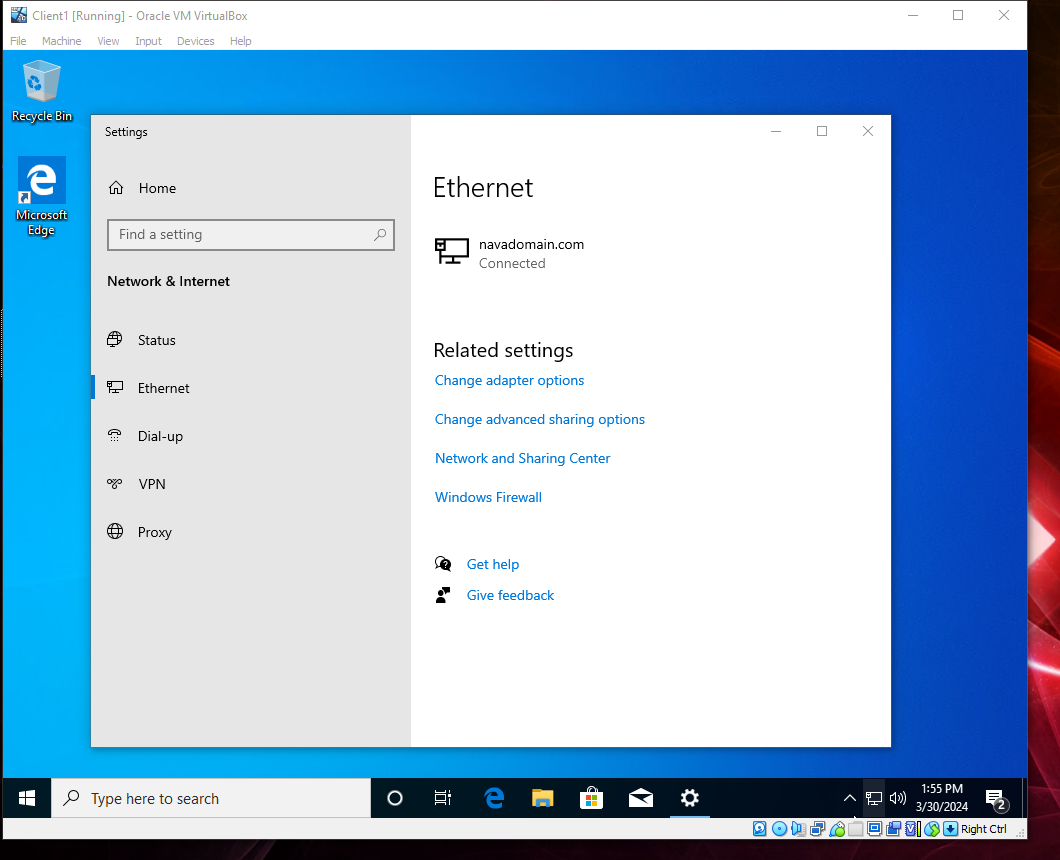 Client1 [Running] - Oracle VM VirtualBox
File Machine View Input Devices Help
Recycle Bin
Microsoft
Edge
Settings
Home
Find a setting
Network & Internet
Status
Ethernet
Dial-up
VPN
Proxy
Ethernet
navadomain.com
Connected
Related settings
Change adapter options
Change advanced sharing options
Network and Sharing Center
Windows Firewall
Get help
Give feedback
Type here to search
1:55 PM
3/30/2024
2
Right Ctrl